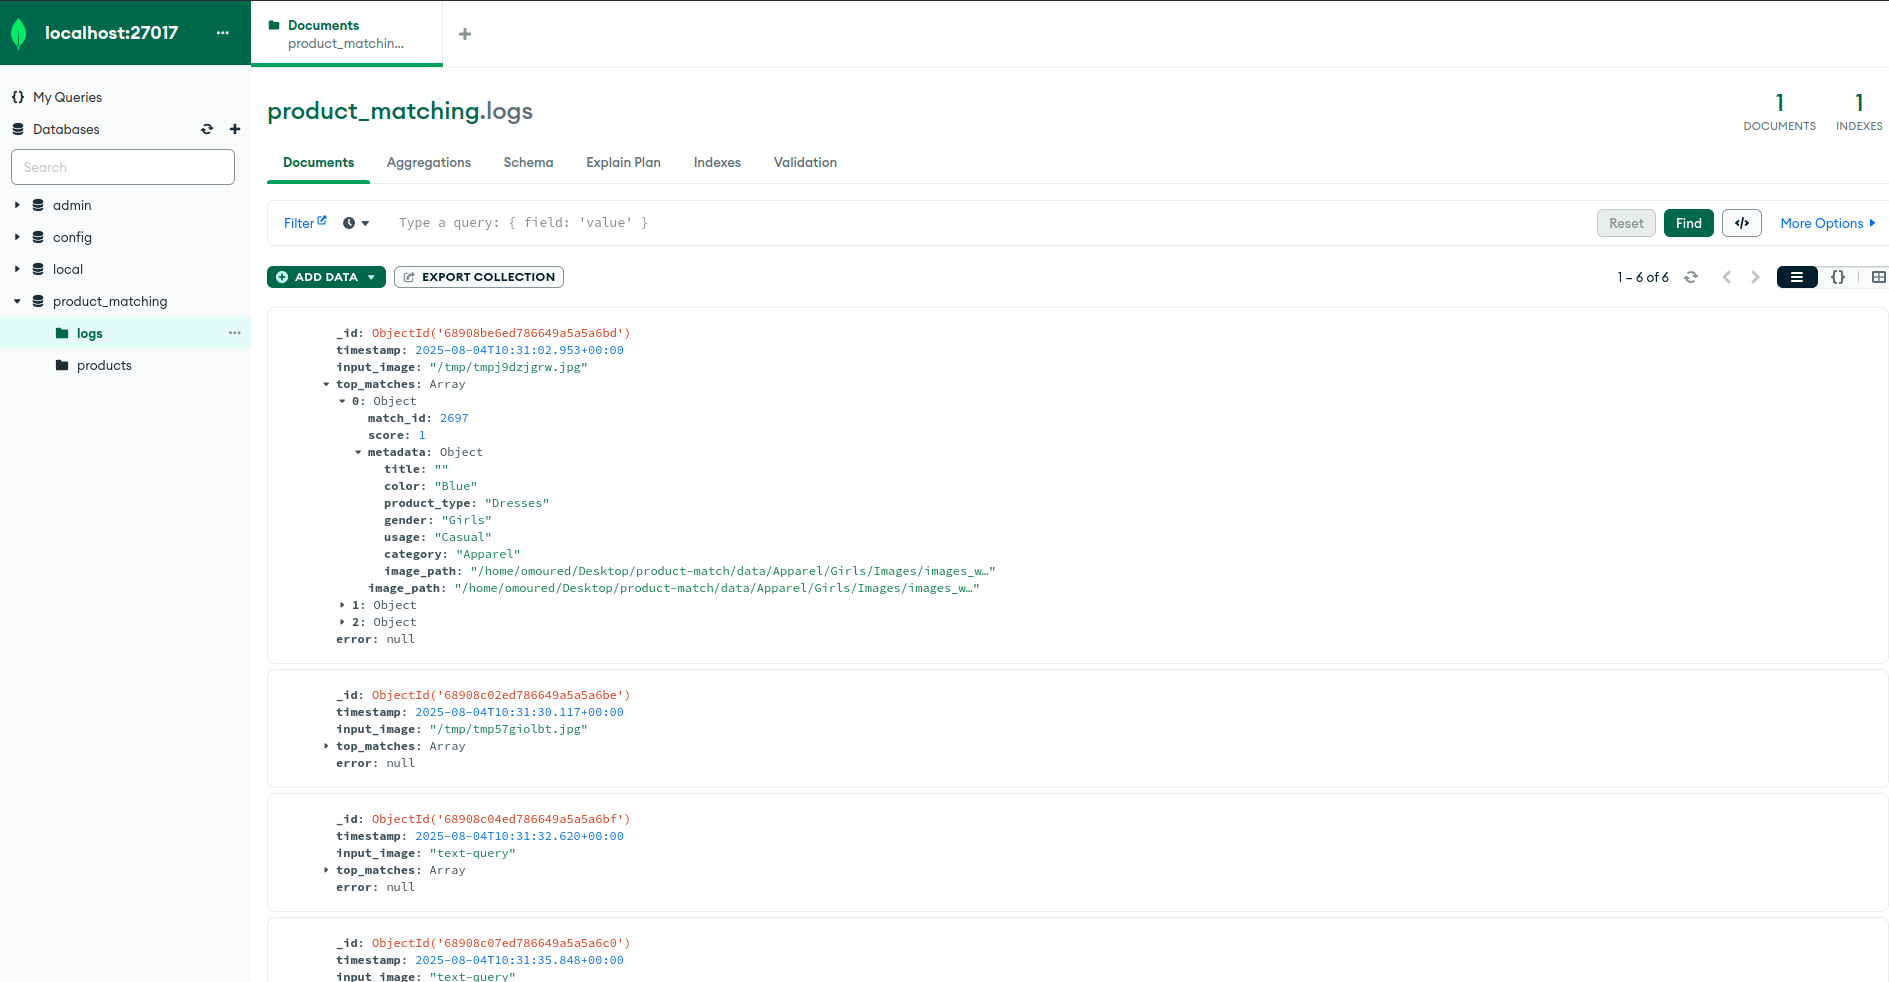 localhost:27017
...
Documents
product_matchin...
My Queries
Databases
Search
admin
config
local
product_matching
logs
...
products
product_matching.logs
1
DOCUMENTS
1
INDEXES
Documents
Aggregations
Schema
Explain Plan
Indexes
Validation
Filter
Type a query: { field: 'value' }
Reset
Find
</>
More Options
ADD DATA
EXPORT COLLECTION
1 – 6 of 6
{}
_id: ObjectId('68908be6ed786649a5a5a6bd')
timestamp: 2025-08-04T10:31:02.953+00:00
input_image: "/tmp/tmpj9dzjgrw.jpg"
top_matches: Array
0: Object
match_id: 2697
score: 1
metadata: Object
title: ""
color: "Blue"
product_type: "Dresses"
gender: "Girls"
usage: "Casual"
category: "Apparel"
image_path: "/home/omoured/Desktop/product-match/data/Apparel/Girls/Images/images_w…"
image_path: "/home/omoured/Desktop/product-match/data/Apparel/Girls/Images/images_w…"
1: Object
2: Object
error: null
_id: ObjectId('68908c02ed786649a5a5a6be')
timestamp: 2025-08-04T10:31:30.117+00:00
input_image: "/tmp/tmp57giolbt.jpg"
top_matches: Array
error: null
_id: ObjectId('68908c04ed786649a5a5a6bf')
timestamp: 2025-08-04T10:31:32.620+00:00
input_image: "text-query"
top_matches: Array
error: null
_id: ObjectId('68908c07ed786649a5a5a6c0')
timestamp: 2025-08-04T10:31:35.848+00:00
input_image: "text-query"